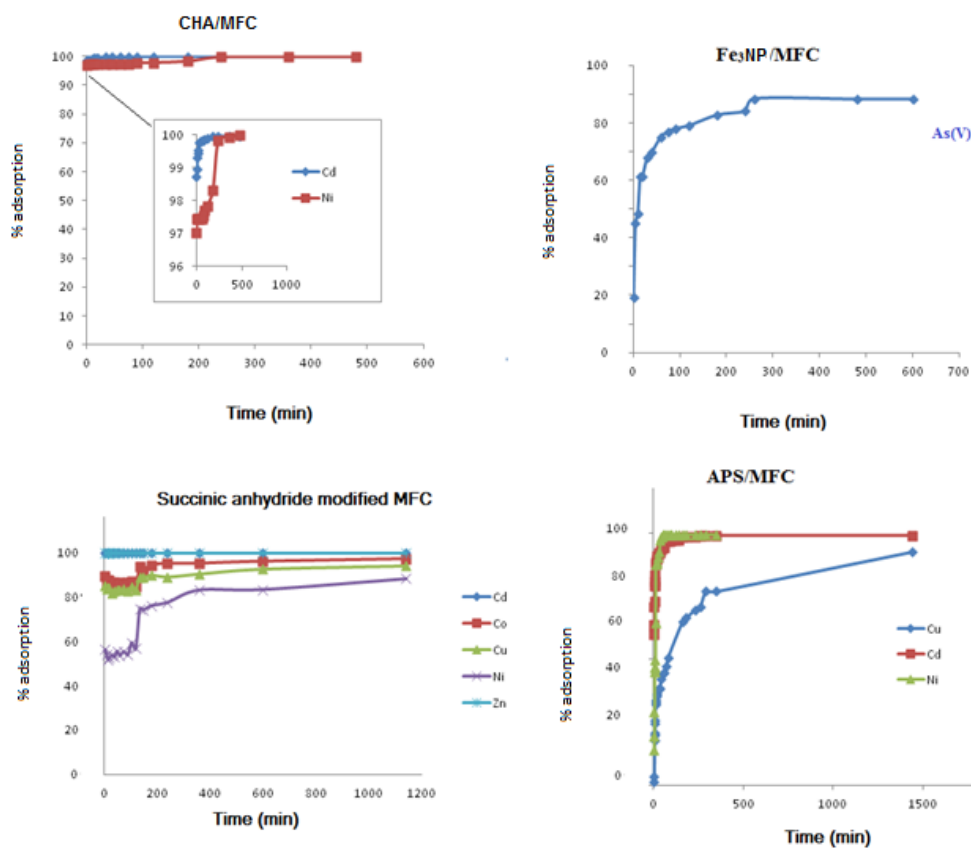 CHA/MFC
% adsorption
100
90
80
70
60
50
40
30
20
10
0
0 100 200 300 400 500 600
Time (min)
100
99
98
97
96
0 500 1000
Cd
Ni
Fe₃NP/MFC
% adsorption
100
80
60
40
20
0
0 100 200 300 400 500 600 700
Time (min)
As(V)
Succinic anhydride modified MFC
% adsorption
100
80'
60
40
20
0
0 200 400 600 800 1000 1200
Time (min)
Cd
Co
Cu
Ni
Zn
APS/MFC
% adsorption
100
80
60
40
20
0
0 500 1000 1500
Time (min)
Cu
Cd
Ni